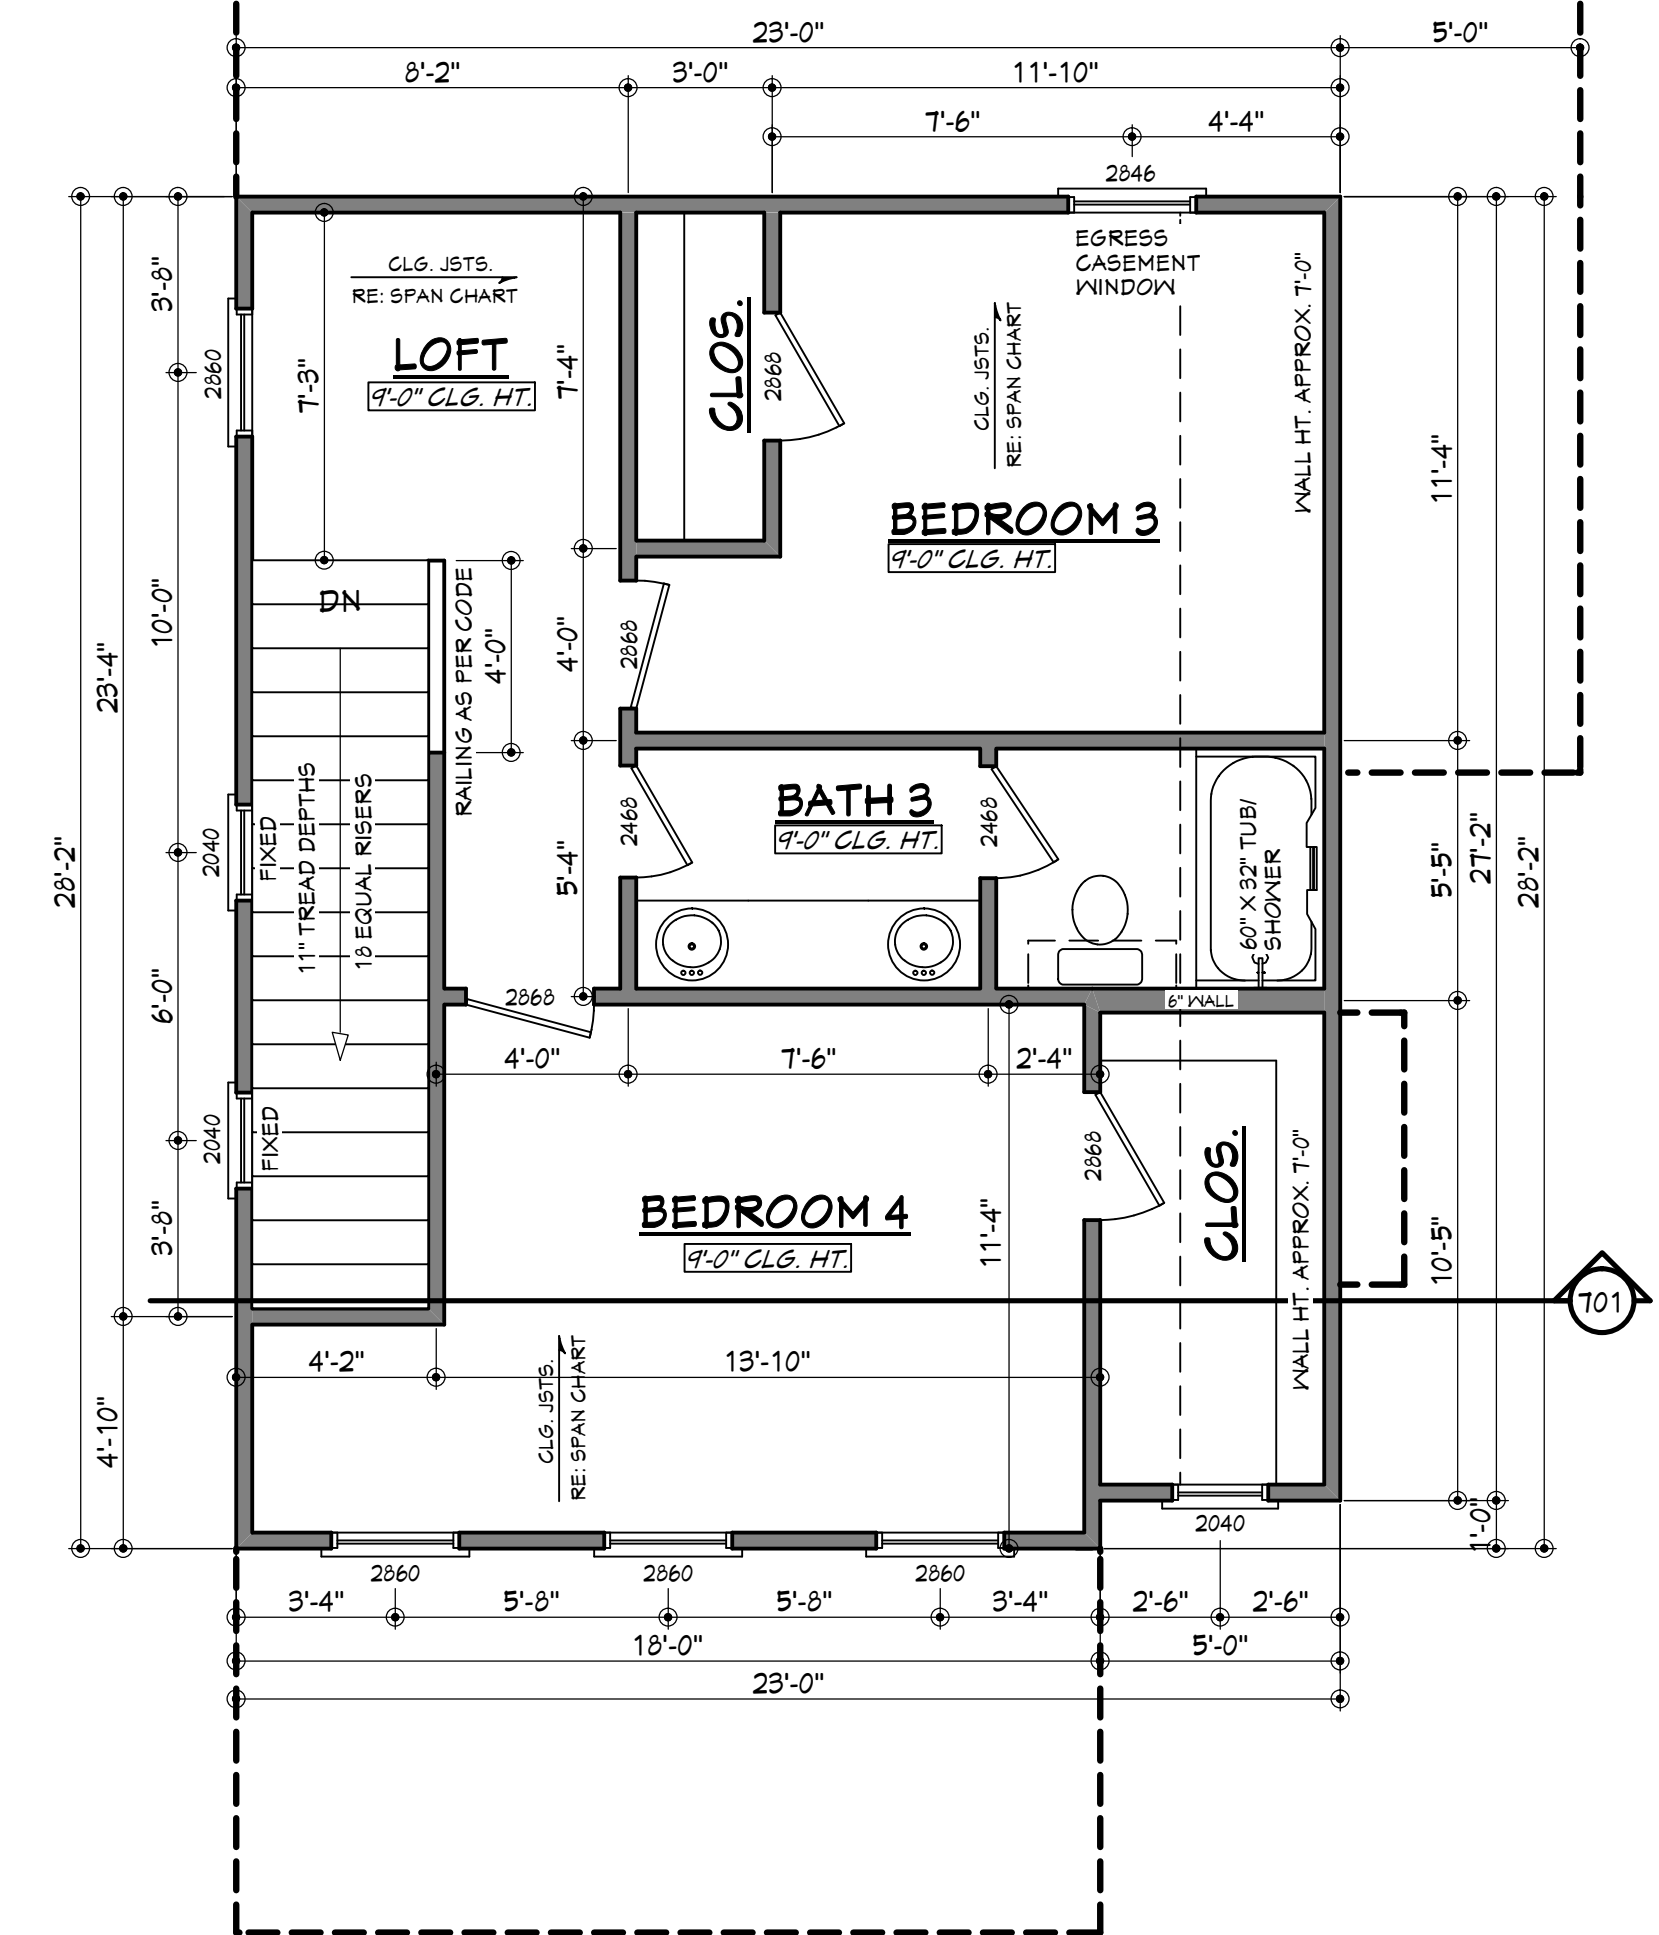 23'-0"
5'-0"
8'-2"
3'-0"
11'-10"
7'-6"
4'-4"
2846
EGRESS
CASEMENT
WINDOW
WALL HT. APPROX. 7'-0"
CLG. JSTS.
RE: SPAN CHART
LOFT
9'-0" CLG. HT.
CLOS.
2868
CLG. JSTS.
RE: SPAN CHART
BEDROOM 3
9'-0" CLG. HT.
3'-8"
2860
7'-3"
7'-4"
11'-4"
10'-0"
23'-4"
28'-2"
DN
RAILING AS PER CODE
4'-0"
4'-0"
2868
2040
FIXED
11" TREAD DEPTHS
18 EQUAL RISERS
5'-4"
2468
BATH 3
9'-0" CLG. HT.
2468
60" X 32" TUB/
SHOWER
5'-5"
27'-2"
28'-2"
6'-0"
2868
6" WALL
4'-0"
7'-6"
2'-4"
2040
FIXED
3'-8"
BEDROOM 4
9'-0" CLG. HT.
11'-4"
2868
CLOS.
WALL HT. APPROX. 7'-0"
10'-5"
701
4'-2"
13'-10"
CLG. JSTS.
RE: SPAN CHART
4'-10"
1'-0"
2040
2860
2860
2860
3'-4"
5'-8"
5'-8"
3'-4"
2'-6"
2'-6"
18'-0"
5'-0"
23'-0"